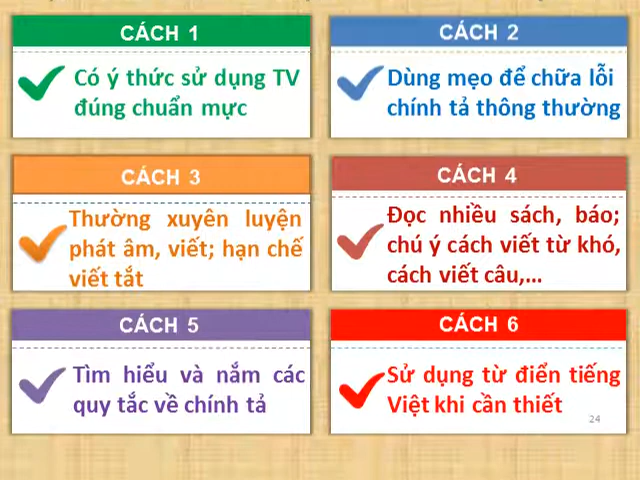 CÁCH 1
Có ý thức sử dụng TV
đúng chuẩn mực
CÁCH 2
Dùng mẹo để chữa lỗi
chính tả thông thường
CÁCH 3
Thường xuyên luyện
phát âm, viết; hạn chế
viết tắt
CÁCH 4
Đọc nhiều sách, báo;
chú ý cách viết từ khó,
cách viết câu,...
CÁCH 5
Tìm hiểu và nắm các
quy tắc về chính tả
CÁCH 6
Sử dụng từ điển tiếng
Việt khi cần thiết
24